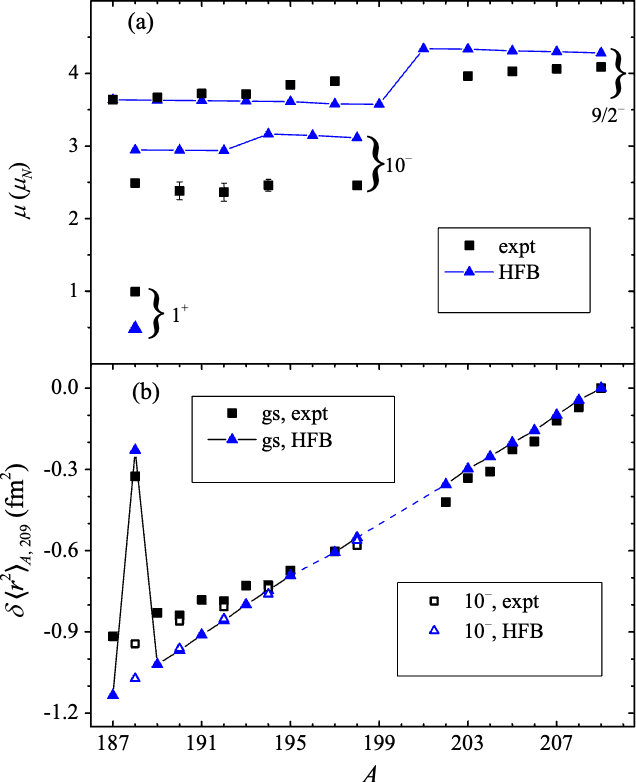 (a)
4
3
2
1
μ (μN)
9/2−
10−
1+
expt
HFB
(b)
0.0
-0.3
-0.6
-0.9
-1.2
δ ⟨r2⟩A, 209 (fm2)
gs, expt
gs, HFB
10−, expt
10−, HFB
187 191 195 199 203 207
A